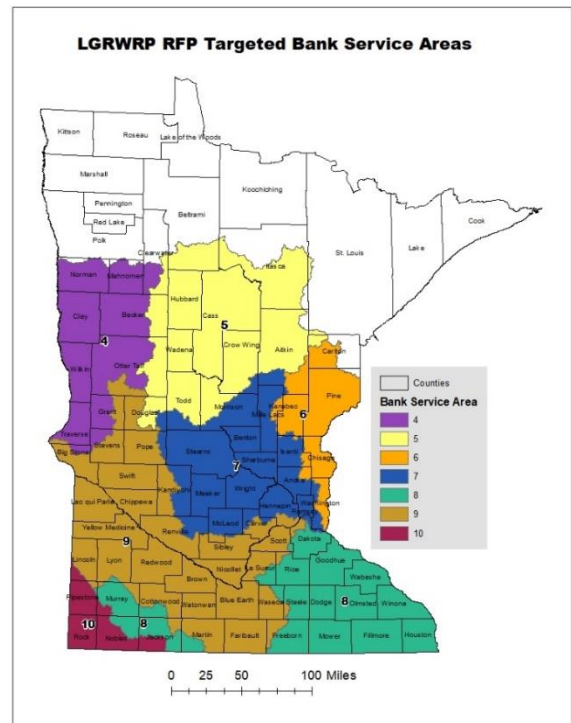 LGRWRP RFP Targeted Bank Service Areas
Kittson
Roseau
Lake of the Woods
Marshall
Koochiching
Pennington
Beltrami
Cook
Red Lake
St. Louis
Lake
Polk
Clearwater
Itasca
Norman
Mahnomen
Hubbard
Cass
Clay
Becker
5
4
Wadena
Crow Wing
Aitkin
Carlton
Wilkin
Otter Tail
Pine
Todd
Morrison
Mille Lacs
Kanabec
6
Grant
Douglas
Traverse
Stevens
Pope
Stearns
Benton
Isanti
Chisago
Big Stone
Sherburne
7
Anoka
Swift
Kandiyohi
Meeker
Wright
Hennepin
Washington
Ramsey
Lac qui Parle
Chippewa
McLeod
Carver
Yellow Medicine
Renville
Scott
Dakota
9
Sibley
Lincoln
Lyon
Redwood
Nicollet
Le Sueur
Rice
Goodhue
Wabasha
Brown
Pipestone
Murray
Cottonwood
Watonwan
Blue Earth
Waseca
Steele
Dodge
Olmsted
Winona
8
10
8
Rock
Nobles
Jackson
Martin
Faribault
Freeborn
Mower
Fillmore
Houston
Counties
Bank Service Area
4
5
6
7
8
9
10
0 25 50 100 Miles